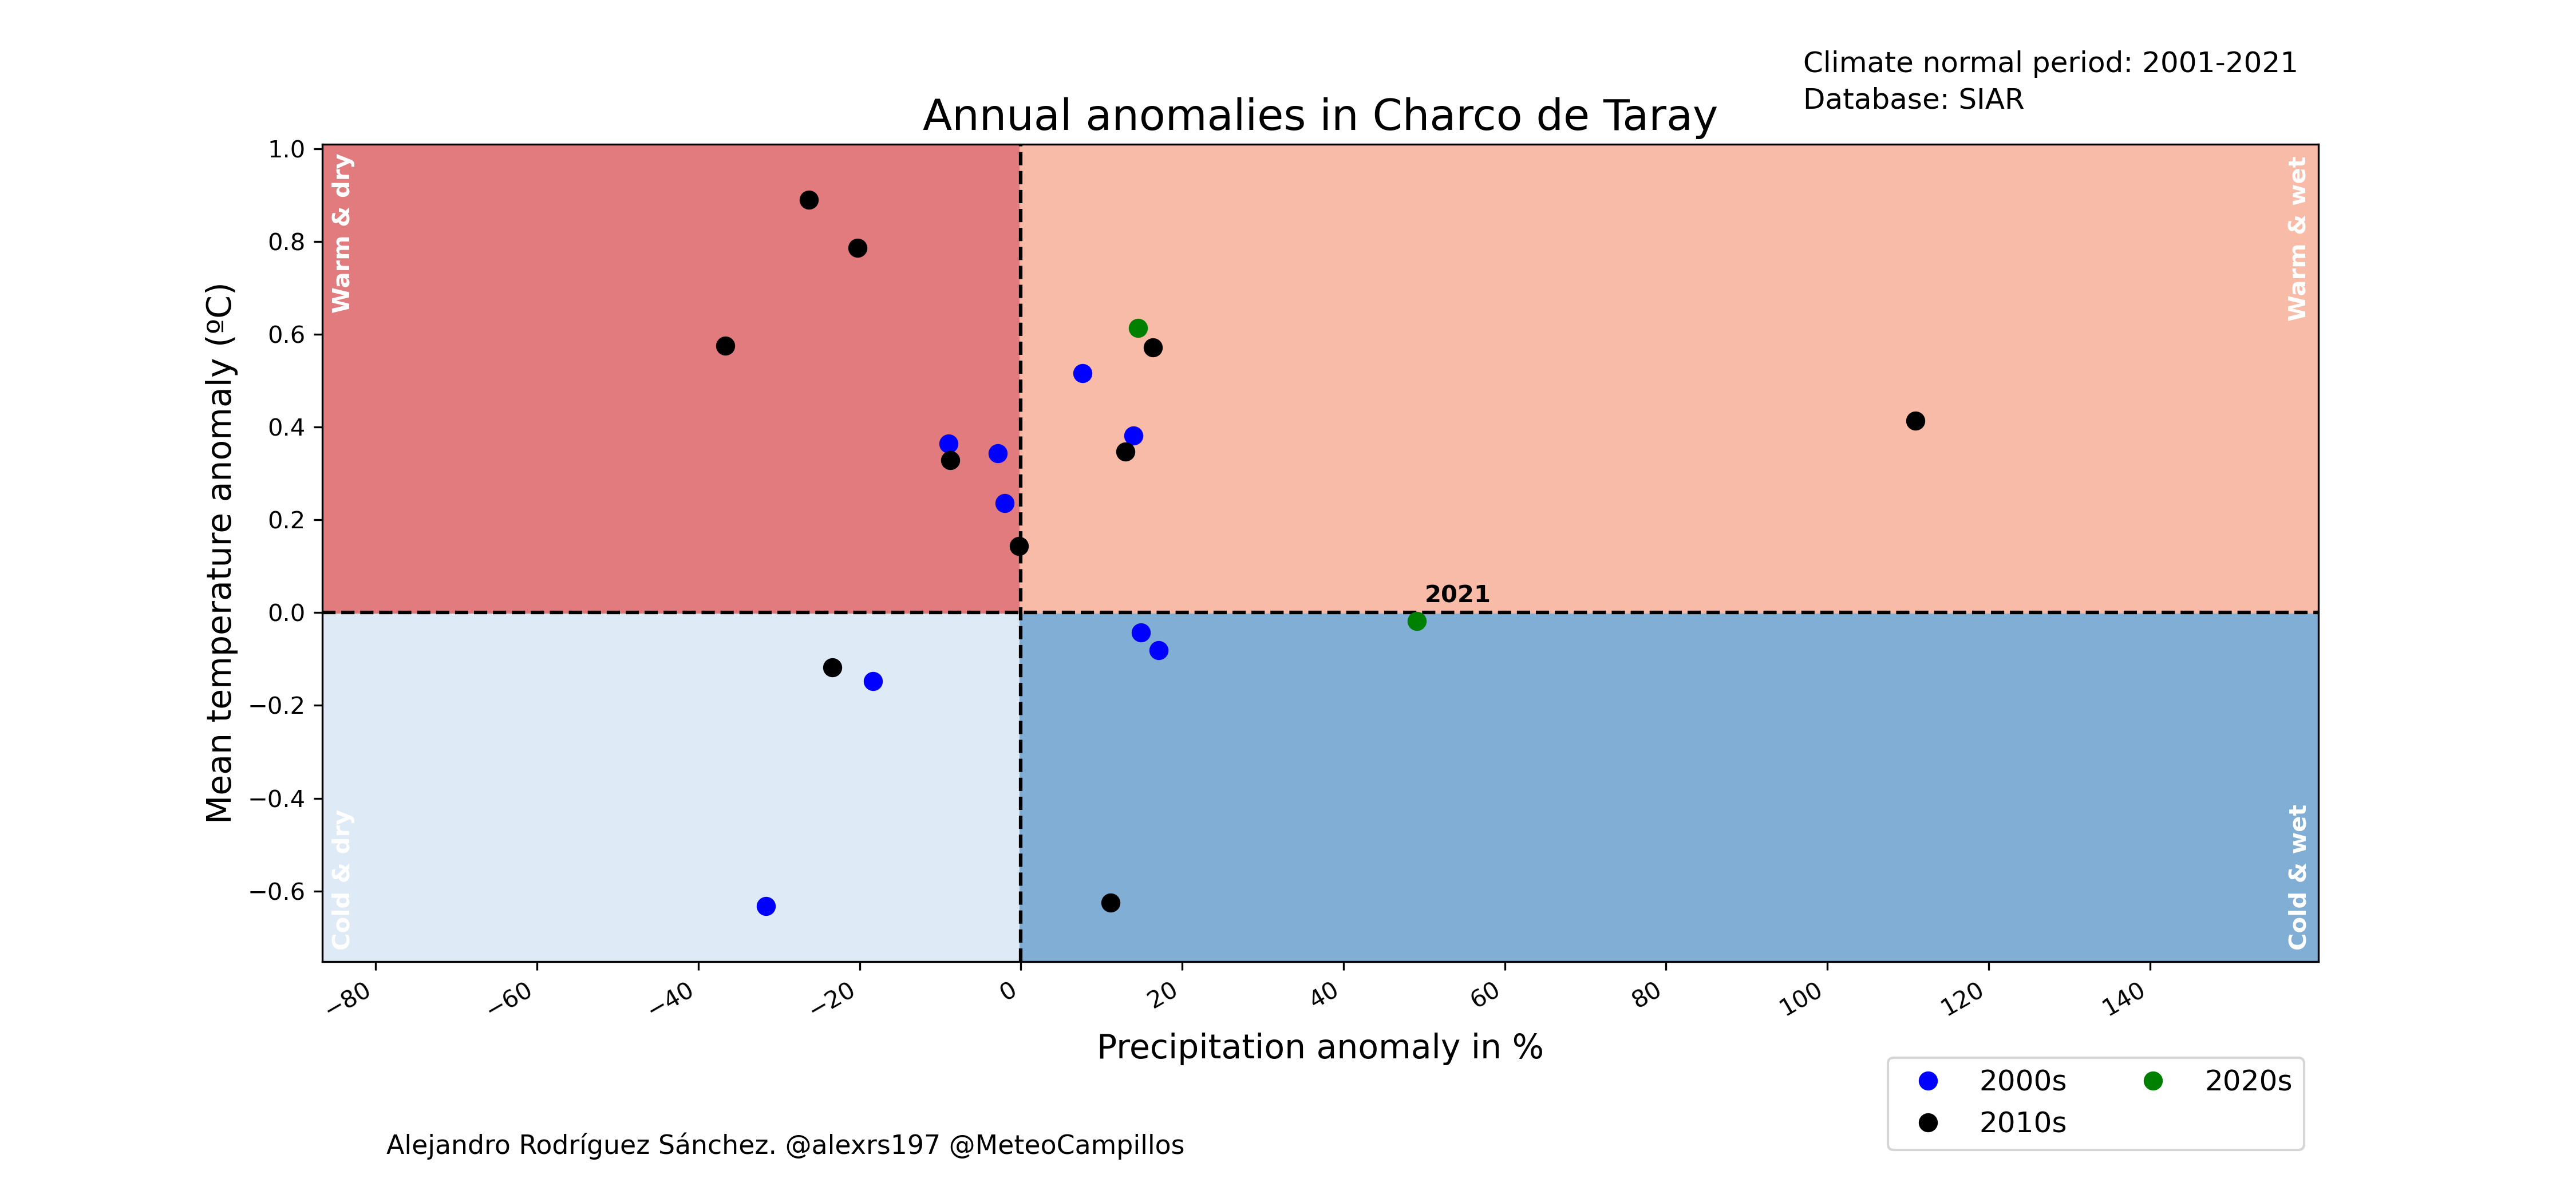 Climate normal period: 2001-2021
Database: SIAR
Annual anomalies in Charco de Taray
Mean temperature anomaly (ºC)
1.0
0.8
0.6
0.4
0.2
0.0
−0.2
−0.4
−0.6
Warm & dry
Warm & wet
2021
Cold & dry
Cold & wet
−80
−60
−40
−20
0
20
40
60
80
100
120
140
Precipitation anomaly in %
2000s
2010s
2020s
Alejandro Rodríguez Sánchez. @alexrs197 @MeteoCampillos